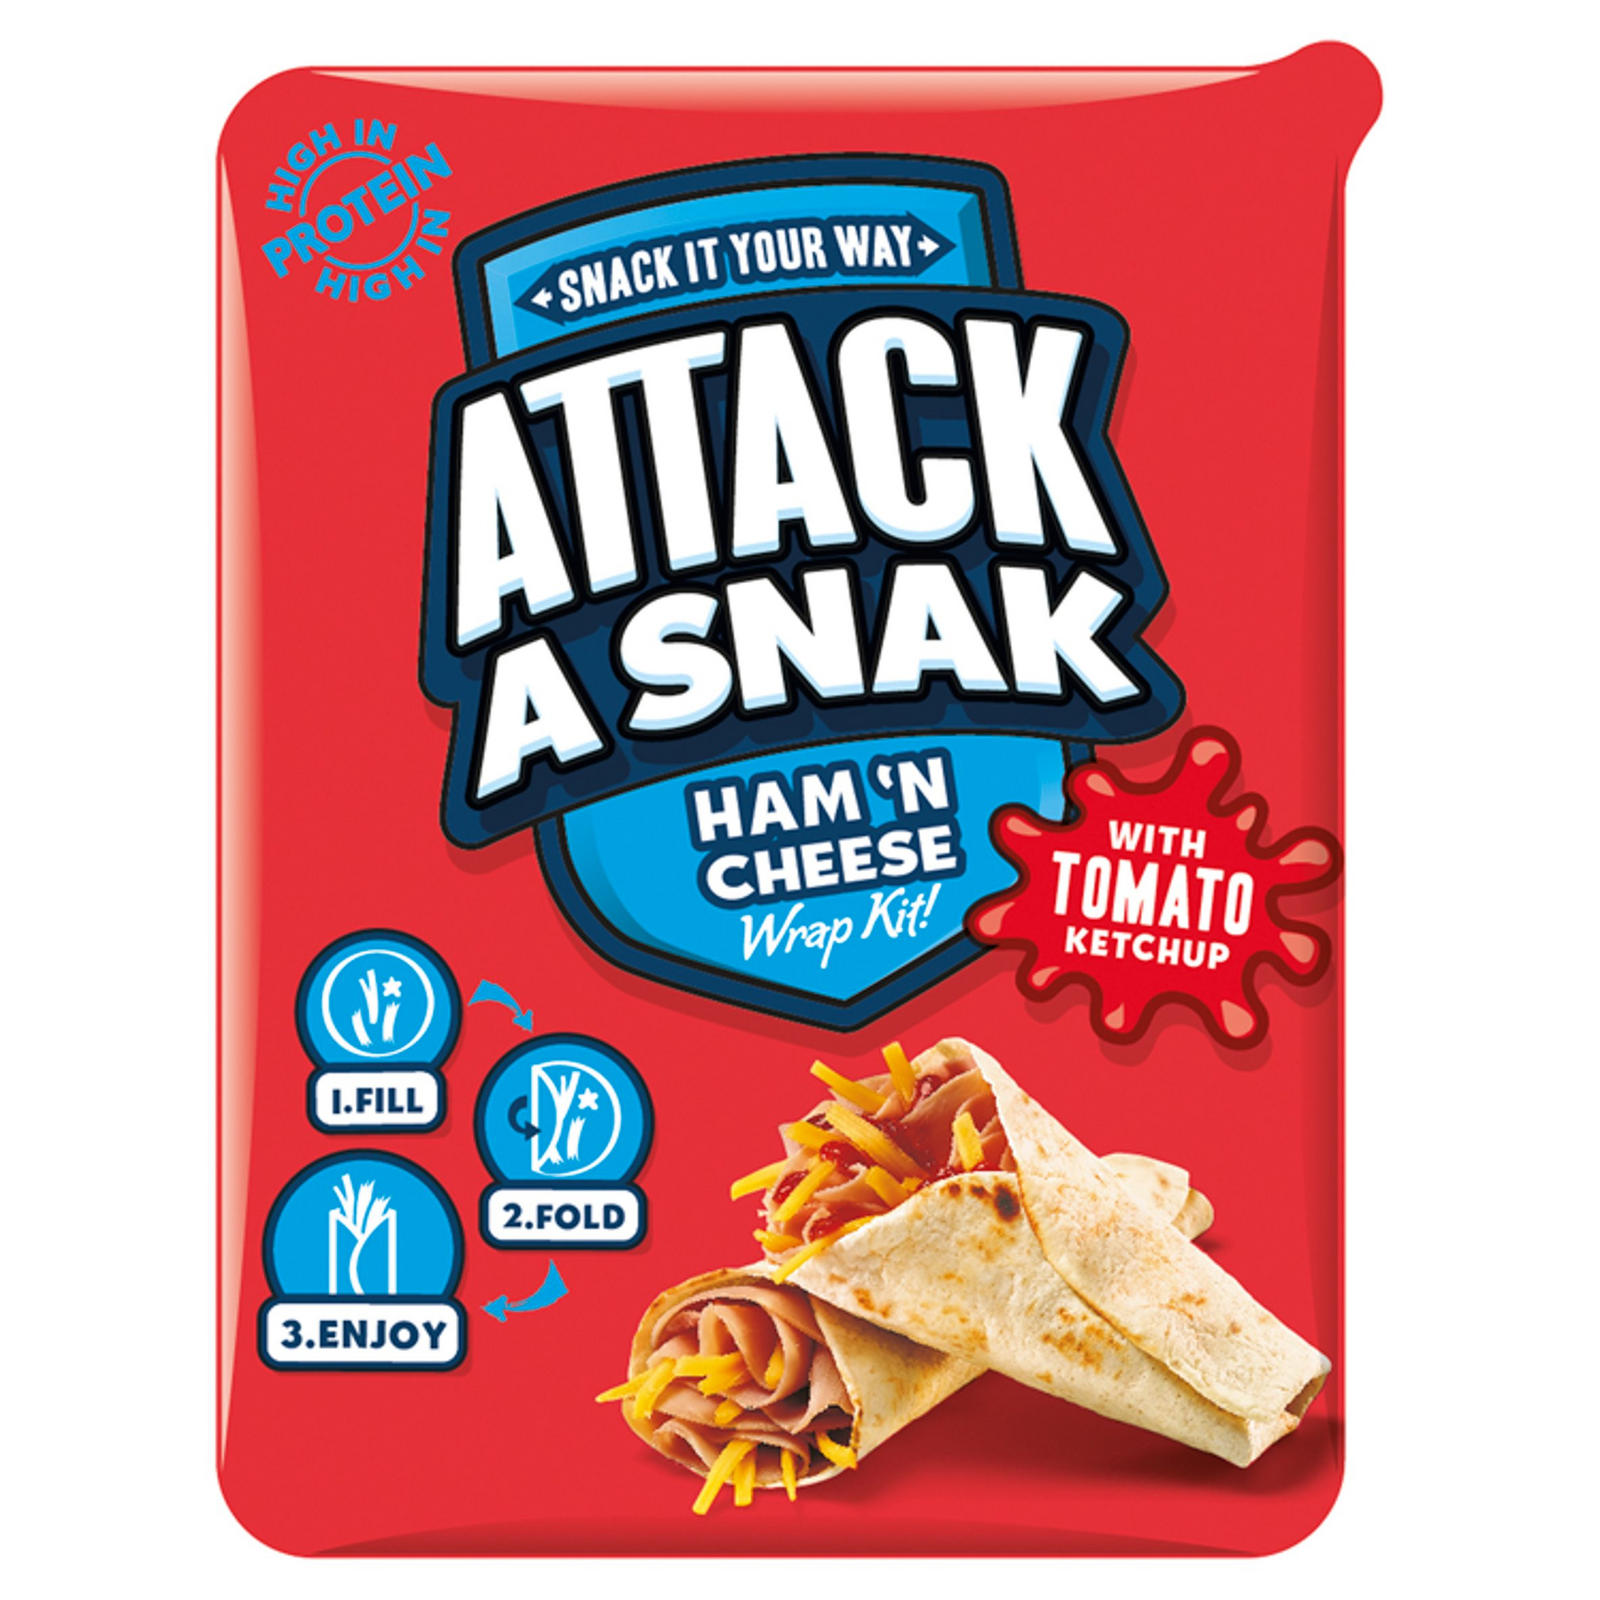 HIGH IN
PROTEIN
HIGH IN
SNACK IT YOUR WAY
ATTACK
A SNAK
HAM 'N
CHEESE
Wrap Kit!
WITH
TOMATO
KETCHUP
1.FILL
2.FOLD
3.ENJOY